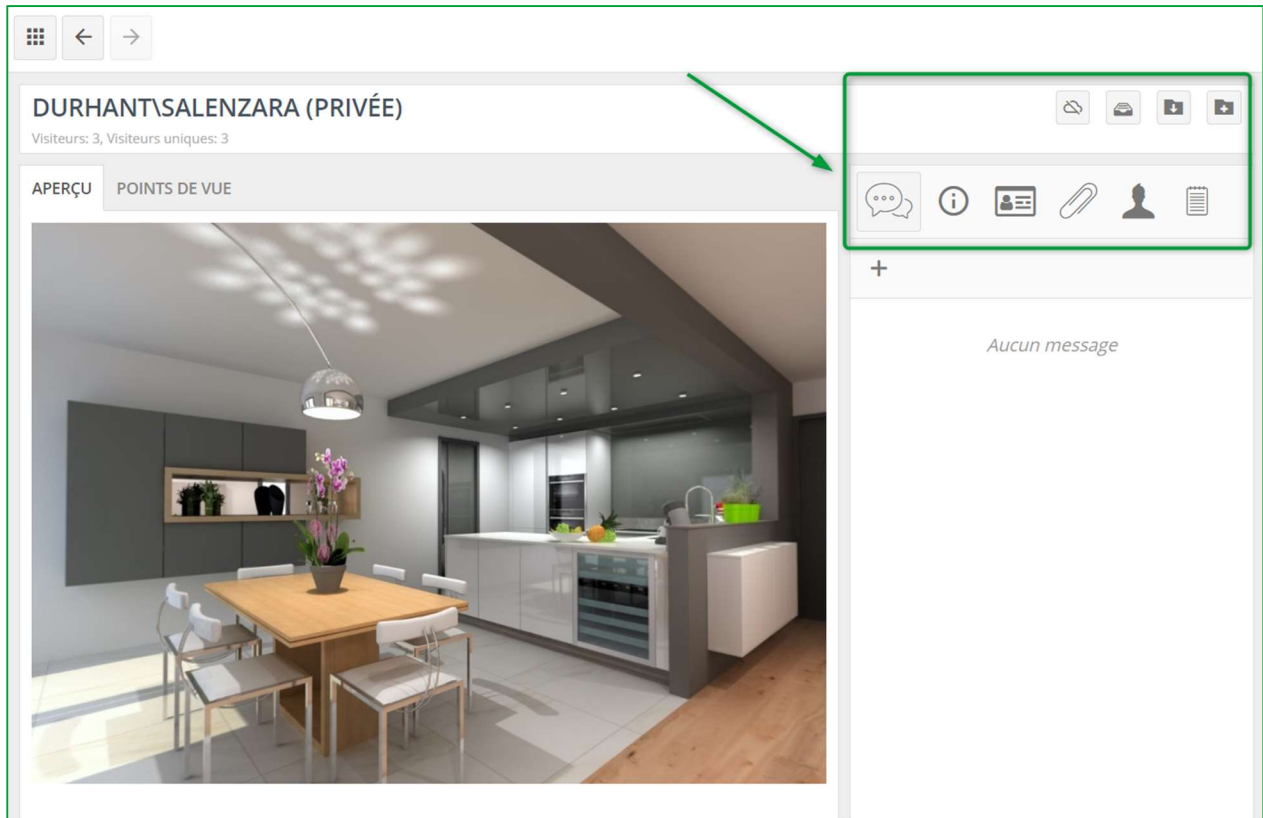 DURHANT\SALENZARA (PRIVÉE)
Visiteurs: 3, Visiteurs uniques: 3
APERÇU
POINTS DE VUE
Aucun message